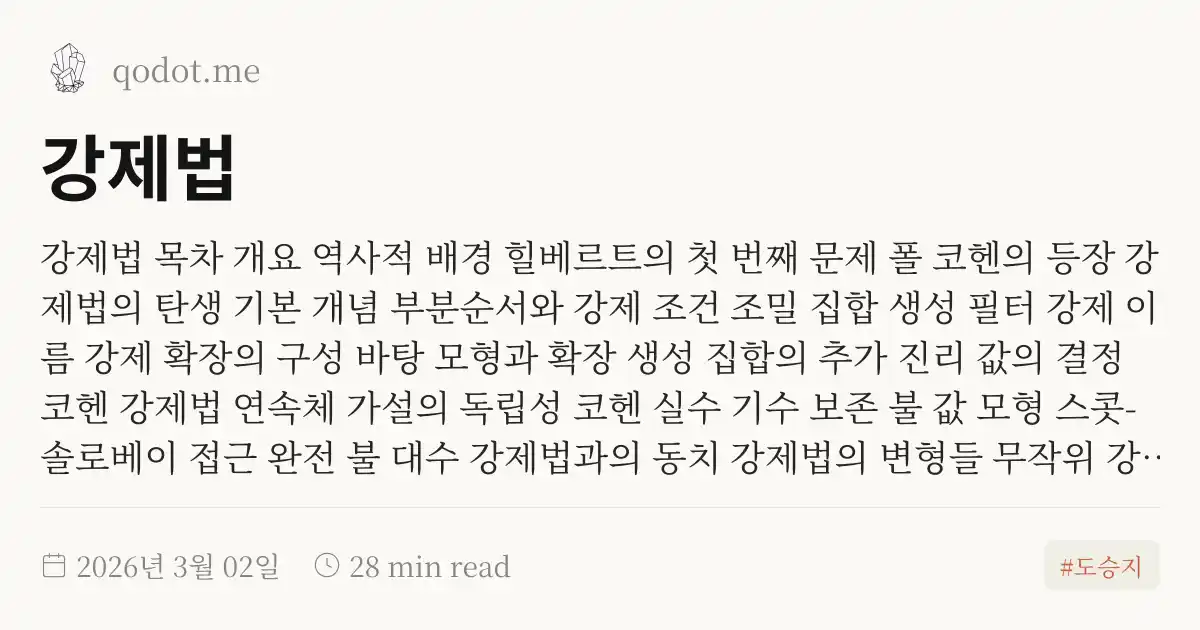 qodot.me
강제법
강제법 목차 개요 역사적 배경 힐베르트의 첫 번째 문제 폴 코헨의 등장 강
제법의 탄생 기본 개념 부분순서와 강제 조건 조밀 집합 생성 필터 강제 이
름 강제 확장의 구성 바탕 모형과 확장 생성 집합의 추가 진리 값의 결정
코헨 강제법 연속체 가설의 독립성 코헨 실수 기수 보존 불 값 모형 스콧-
솔로베이 접근 완전 불 대수 강제법과의 동치 강제법의 변형들 무작위 강…
2026년 3월 02일 28 min read
#도승지